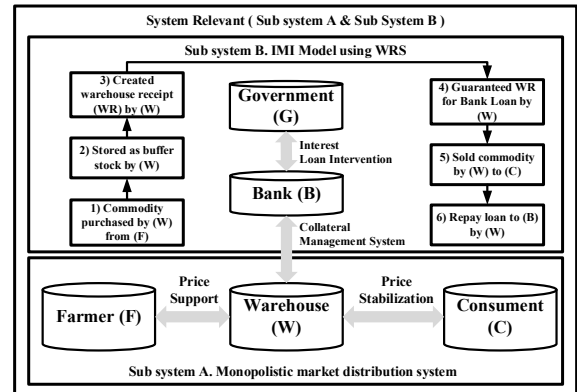 System Relevant ( Sub system A & Sub System B )
Sub system B. IMI Model using WRS
3) Created
warehouse receipt
(WR) by (W)
2) Stored as buffer
stock by (W)
1) Commodity
purchased by (W)
from (F)
Government
(G)
Interest
Loan Intervention
Bank (B)
Collateral
Management System
4) Guaranteed WR
for Bank Loan by
(W)
5) Sold commodity
by (W) to (C)
6) Repay loan to (B)
by (W)
Farmer (F)
Price
Support
Warehouse
(W)
Price
Stabilization
Consument
(C)
Sub system A. Monopolistic market distribution system